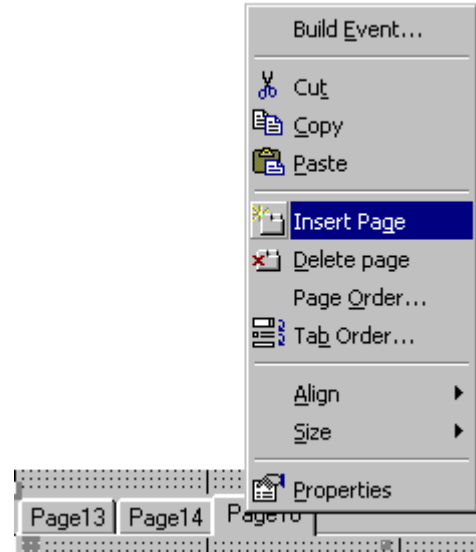 Build Event...
Cut
Copy
Paste
Insert Page
Delete page
Page Order...
Tab Order...
Align
Size
Properties
Page13 Page14